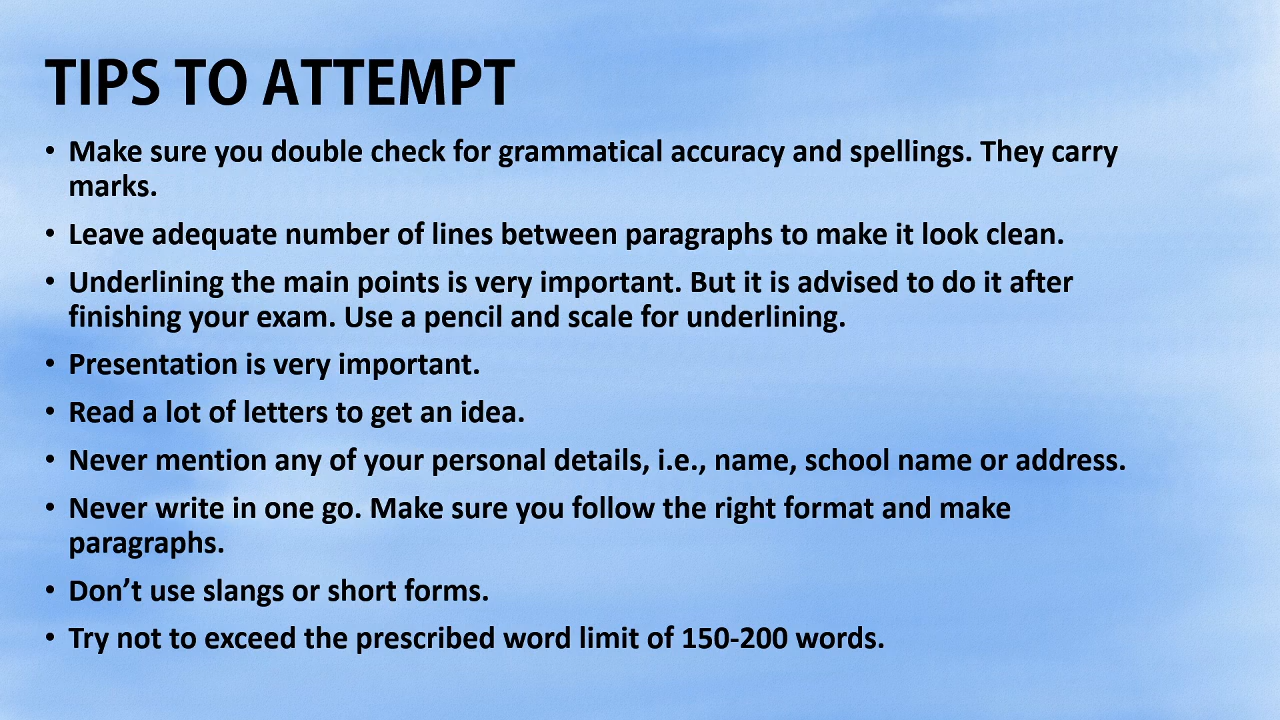 TIPS TO ATTEMPT
• Make sure you double check for grammatical accuracy and spellings. They carry
marks.
• Leave adequate number of lines between paragraphs to make it look clean.
• Underlining the main points is very important. But it is advised to do it after
finishing your exam. Use a pencil and scale for underlining.
• Presentation is very important.
• Read a lot of letters to get an idea.
• Never mention any of your personal details, i.e., name, school name or address.
• Never write in one go. Make sure you follow the right format and make
paragraphs.
• Don’t use slangs or short forms.
• Try not to exceed the prescribed word limit of 150-200 words.